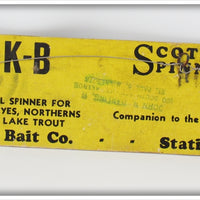 K-B
SCOT
SPINN
L SPINNER FOR
YES, NORTHERNS
LAKE TROUT
Companion to the
Bait Co. - - Stati